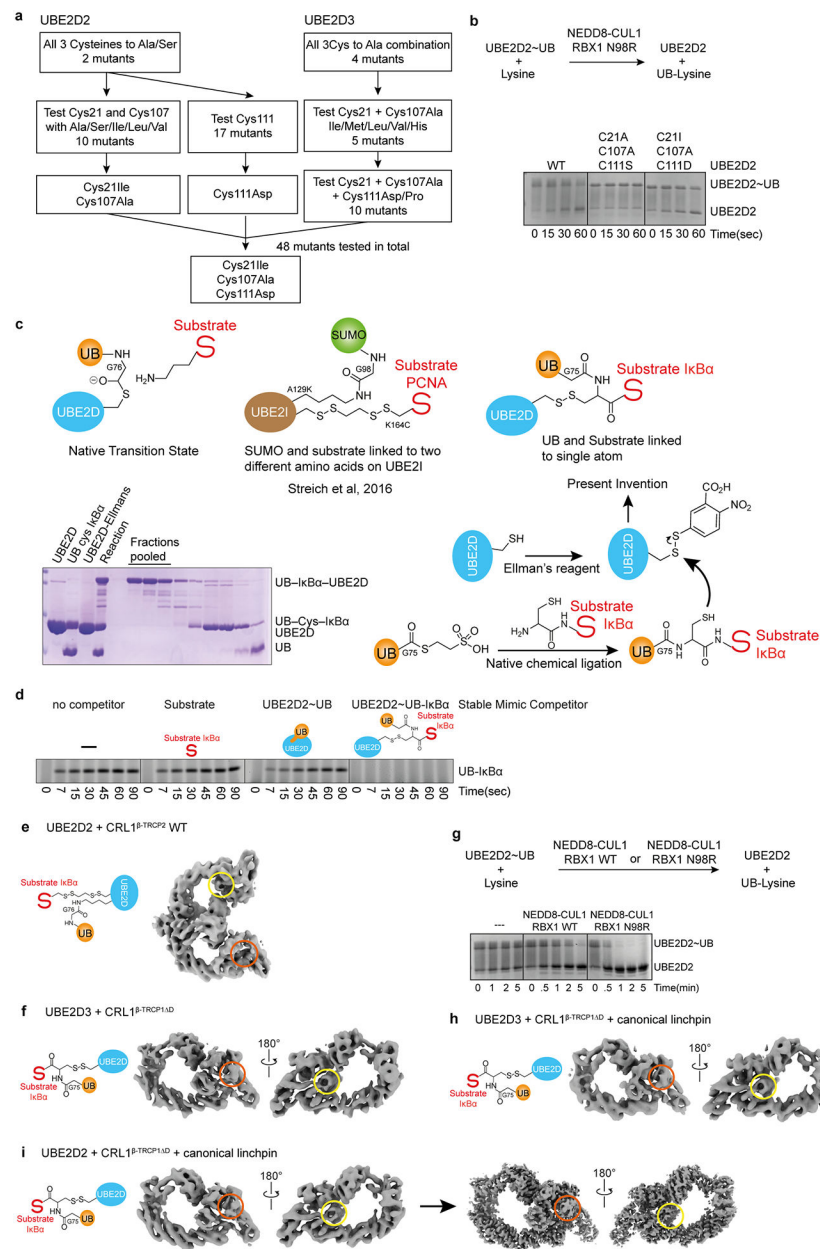 a
UBE2D2
UBE2D3
All 3 Cysteines to Ala/Ser
2 mutants
All 3Cys to Ala combination
4 mutants
Test Cys21 and Cys107
with Ala/Ser/Ile/Leu/Val
10 mutants
Test Cys111
17 mutants
Test Cys21 + Cys107Ala
Ile/Met/Leu/Val/His
5 mutants
Cys21Ile
Cys107Ala
Cys111Asp
Test Cys21 + Cys107Ala
+ Cys111Asp/Pro
10 mutants
48 mutants tested in total
Cys21Ile
Cys107Ala
Cys111Asp
b
UBE2D2~UB
+
Lysine
NEDD8-CUL1
RBX1 N98R
UBE2D2
+
UB-Lysine
WT
C21A
C107A
C111S
C21I
C107A
C111D
UBE2D2
UBE2D2~UB
UBE2D2
0 15 30 60 0 15 30 60 0 15 30 60 Time(sec)
c
UB
NH
G76
O
S
H2N
Substrate
S
UBE2D
Native Transition State
SUMO
NH
G98
O
A129K
UBE2I
S S S S
K164C
Substrate
PCNA
S
SUMO and substrate linked to two
different amino acids on UBE2I
Streich et al, 2016
UB
G75
O
NH
UBE2D
S S
O
Substrate IκBα
S
UB and Substrate linked
to single atom
Present Invention
UBE2D
UB cys IκBα
UBE2D-Ellmans
Reaction
Fractions
pooled
UB–IκBα–UBE2D
UB–Cys–IκBα
UBE2D
UB
UBE2D
SH
Ellman's reagent
UBE2D
S
S
CO2H
NO2
UB
G75
O
S
O
S
O
OH
SH
H2N
O
NH
Substrate
IκBα
S
Native chemical ligation
UB
G75
O
N
H
SH
O
NH
S
Substrate
IκBα
d
no competitor
Substrate
UBE2D2~UB
UBE2D2~UB-IκBα
Stable Mimic Competitor
—
Substrate IκBα
S
UB
UBE2D
UB
O
NH
UBE2D
S S
O
Substrate
IκBα
S
UB-IκBα
0 7 15 30 45 60 90 0 7 15 30 45 60 90 0 7 15 30 45 60 90 0 7 15 30 45 60 90 Time(sec)
e
UBE2D2 + CRL1β-TRCP2 WT
Substrate IκBα
S
S S S S
UBE2D
G76
O
NH
NH
UB
g
UBE2D2~UB
+
Lysine
NEDD8-CUL1
RBX1 WT
or
NEDD8-CUL1
RBX1 N98R
UBE2D2
+
UB-Lysine
---
NEDD8-CUL1
RBX1 WT
NEDD8-CUL1
RBX1 N98R
UBE2D2~UB
UBE2D2
0 1 2 5 0 .5 1 2 5 0 .5 1 2 5 Time(min)
f
UBE2D3 + CRL1β-TRCP1ΔD
O
S S
UBE2D
S
NH
G75
UB
O
Substrate
IκBα
180°
h
UBE2D3 + CRL1β-TRCP1ΔD + canonical linchpin
O
S S
UBE2D
S
NH
G75
UB
O
Substrate
IκBα
180°
i
UBE2D2 + CRL1β-TRCP1ΔD + canonical linchpin
O
S S
UBE2D
S
NH
G75
UB
O
Substrate
IκBα
180°
180°